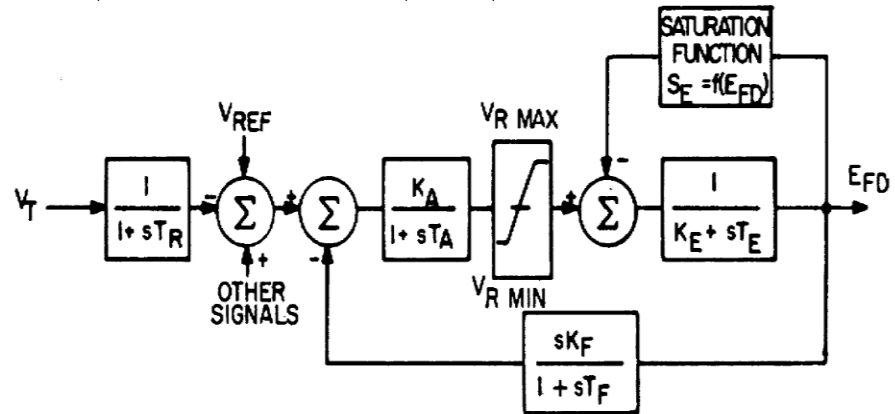 SATURATION
FUNCTION
S_E = f(E_FD)
V_REF
V_R MAX
V_T
1
1 + sT_R
-
Σ
+
+
Σ
-
K_A
1 + sT_A
+
Σ
-
1
K_E + sT_E
E_FD
+
OTHER
SIGNALS
V_R MIN
sK_F
1 + sT_F